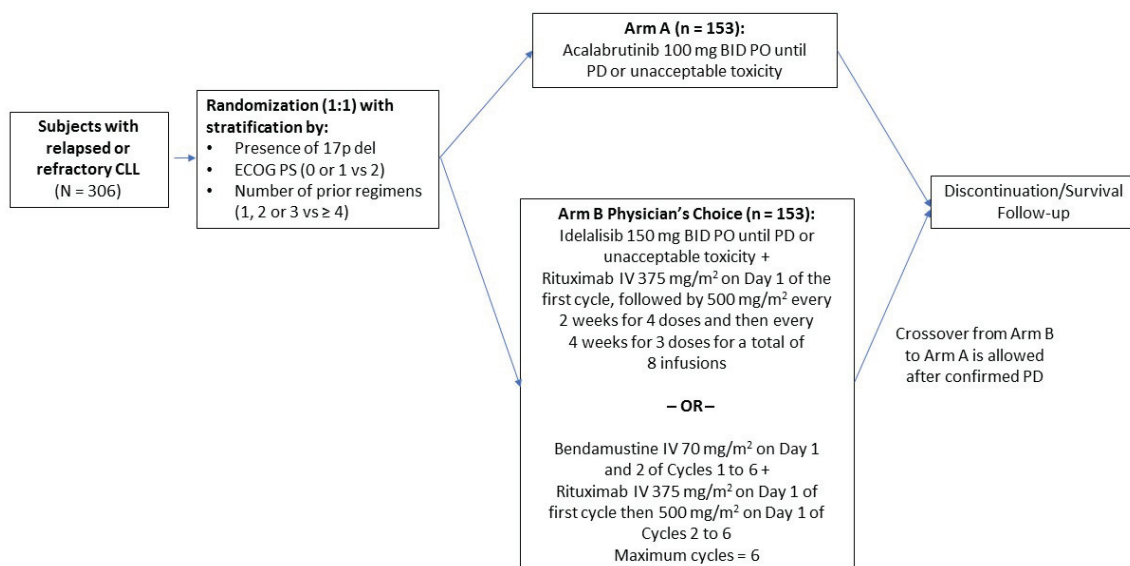 Subjects with
relapsed or
refractory CLL
(N = 306)
Randomization (1:1) with
stratification by:
• Presence of 17p del
• ECOG PS (0 or 1 vs 2)
• Number of prior regimens
(1, 2 or 3 vs ≥ 4)
Arm A (n = 153):
Acalabrutinib 100 mg BID PO until
PD or unacceptable toxicity
Arm B Physician's Choice (n = 153):
Idelalisib 150 mg BID PO until PD or
unacceptable toxicity +
Rituximab IV 375 mg/m² on Day 1 of the
first cycle, followed by 500 mg/m² every
2 weeks for 4 doses and then every
4 weeks for 3 doses for a total of
8 infusions
– OR –
Bendamustine IV 70 mg/m² on Day 1
and 2 of Cycles 1 to 6 +
Rituximab IV 375 mg/m² on Day 1 of
first cycle then 500 mg/m² on Day 1 of
Cycles 2 to 6
Maximum cycles = 6
Discontinuation/Survival
Follow-up
Crossover from Arm B
to Arm A is allowed
after confirmed PD